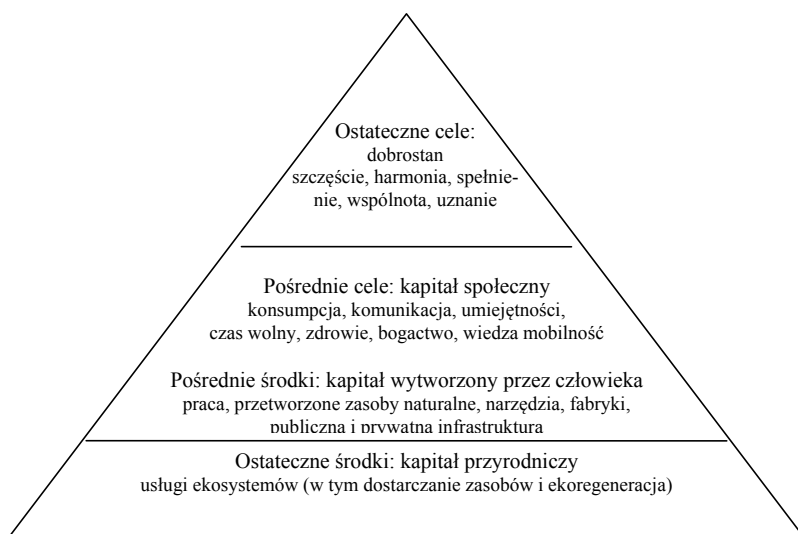 Ostateczne cele:
dobrostan
szczęście, harmonia, spełnie-
nie, wspólnota, uznanie
Pośrednie cele: kapitał społeczny
konsumpcja, komunikacja, umiejętności,
czas wolny, zdrowie, bogactwo, wiedza mobilność
Pośrednie środki: kapitał wytworzony przez człowieka
praca, przetworzone zasoby naturalne, narzędzia, fabryki,
publiczna i prywatna infrastruktura
Ostateczne środki: kapitał przyrodniczy
usługi ekosystemów (w tym dostarczanie zasobów i ekoregeneracja)